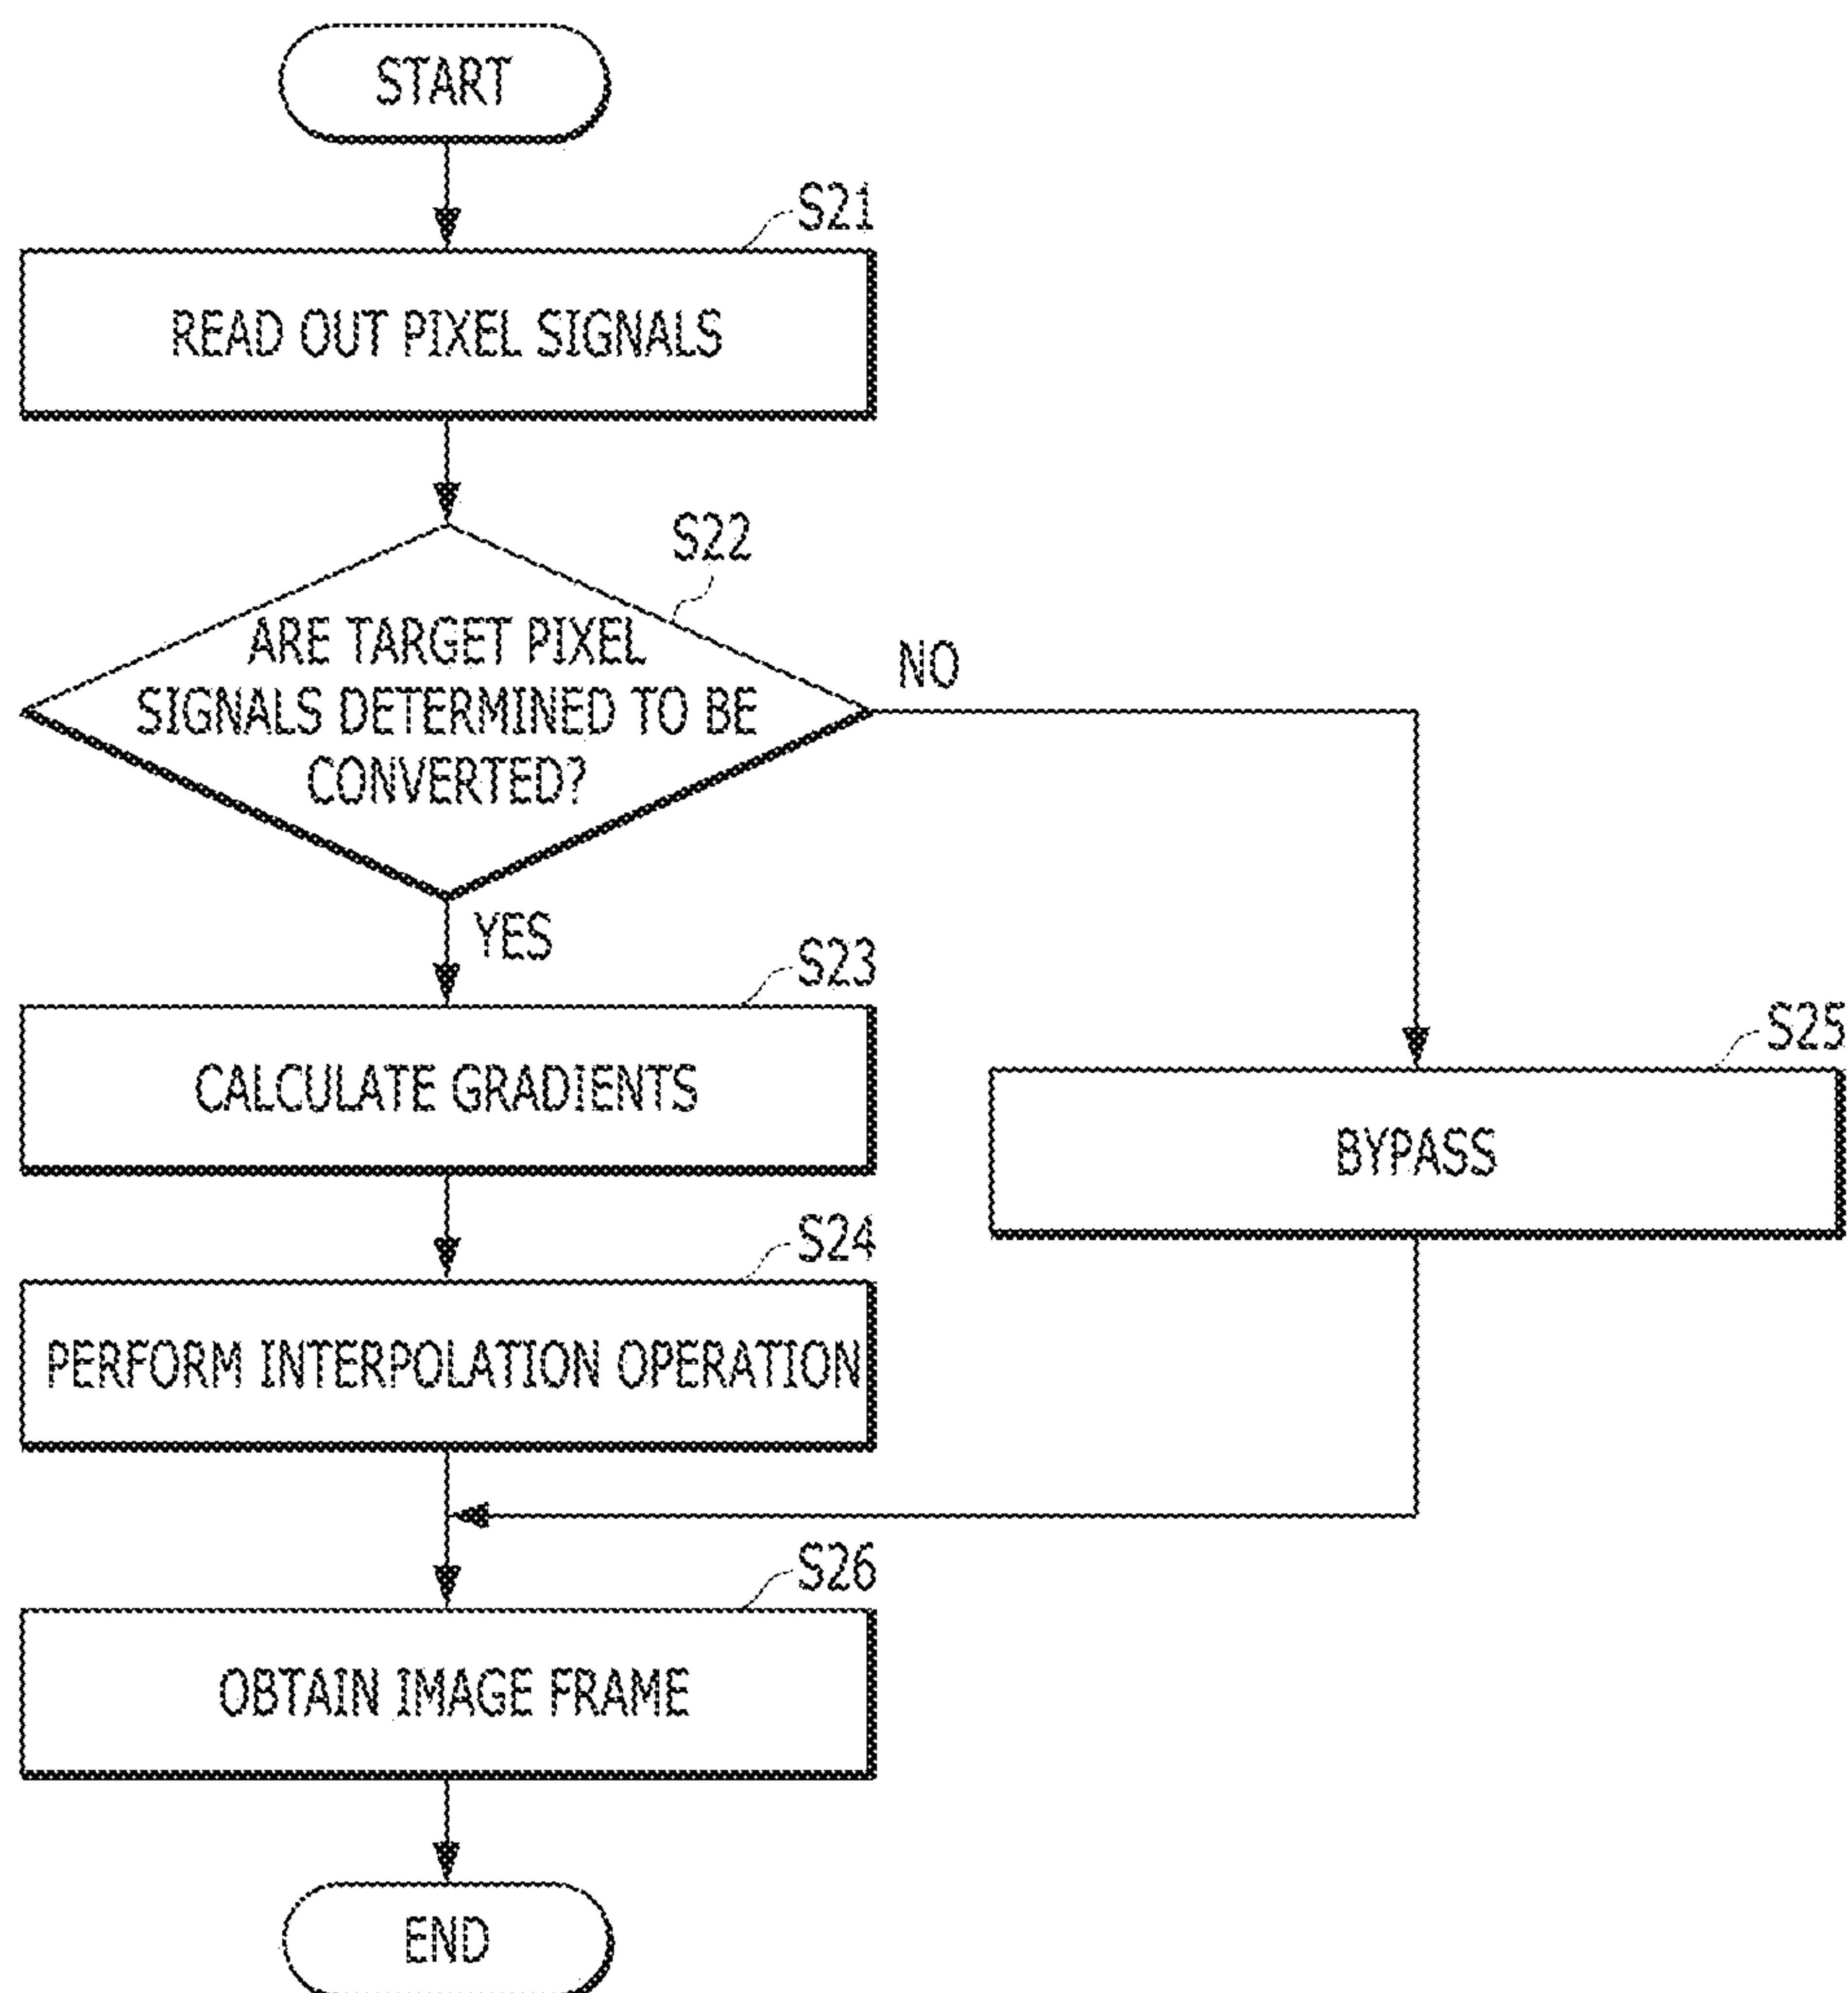 START
S21
READ OUT PIXEL SIGNALS
S22
ARE TARGET PIXEL
SIGNALS DETERMINED TO BE
CONVERTED?
NO
YES
S23
CALCULATE GRADIENTS
S25
BYPASS
S24
PERFORM INTERPOLATION OPERATION
S26
OBTAIN IMAGE FRAME
END